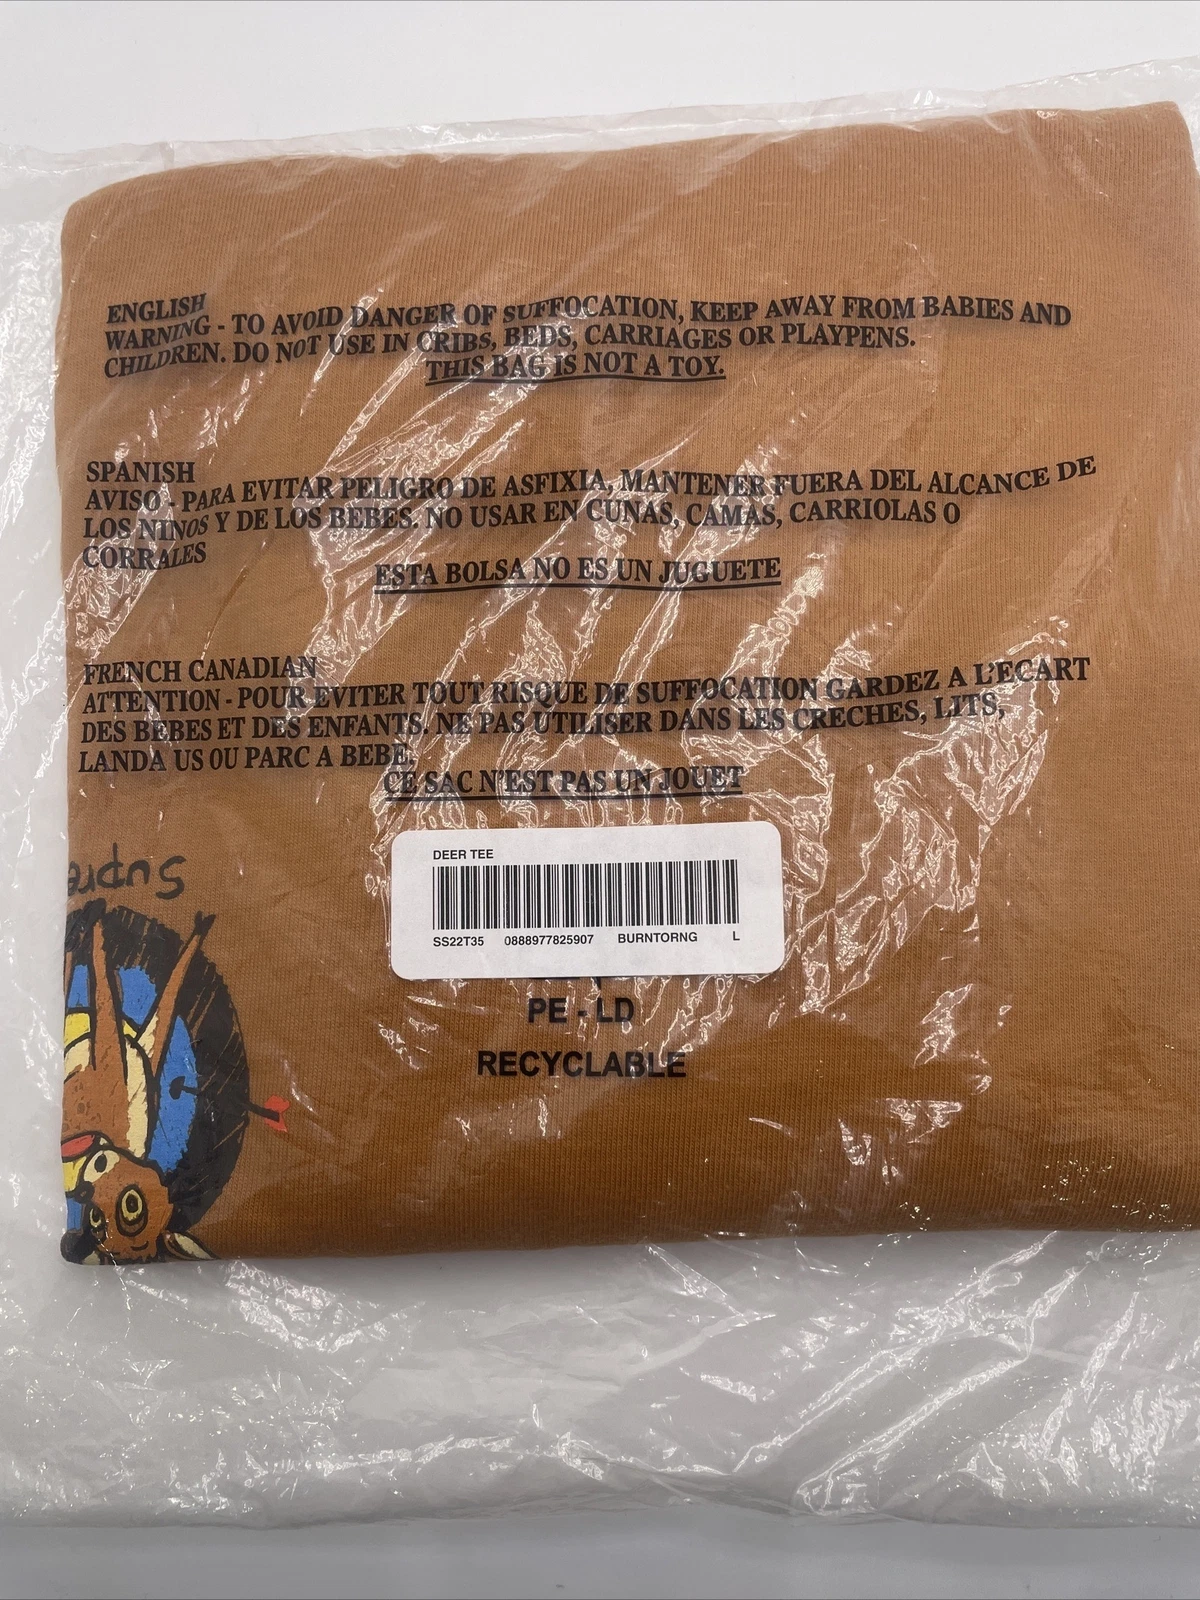 ENGLISH
WARNING - TO AVOID DANGER OF SUFFOCATION, KEEP AWAY FROM BABIES AND
CHILDREN. DO NOT USE IN CRIBS, BEDS, CARRIAGES OR PLAYPENS.
THIS BAG IS NOT A TOY.
SPANISH
AVISO - PARA EVITAR PELIGRO DE ASFIXIA, MANTENER FUERA DEL ALCANCE DE
LOS NINOS Y DE LOS BEBES. NO USAR EN CUNAS, CAMAS, CARRIOLAS O
CORRALES
ESTA BOLSA NO ES UN JUGUETE
FRENCH CANADIAN
ATTENTION - POUR EVITER TOUT RISQUE DE SUFFOCATION GARDEZ A L'ECART
DES BEBES ET DES ENFANTS. NE PAS UTILISER DANS LES CRECHES, LITS,
LANDA US OU PARC A BEBE.
CE SAC N'EST PAS UN JOUET
Supre
DEER TEE
SS22T35 0888977825907 BURNTORNG L
PE - LD
RECYCLABLE